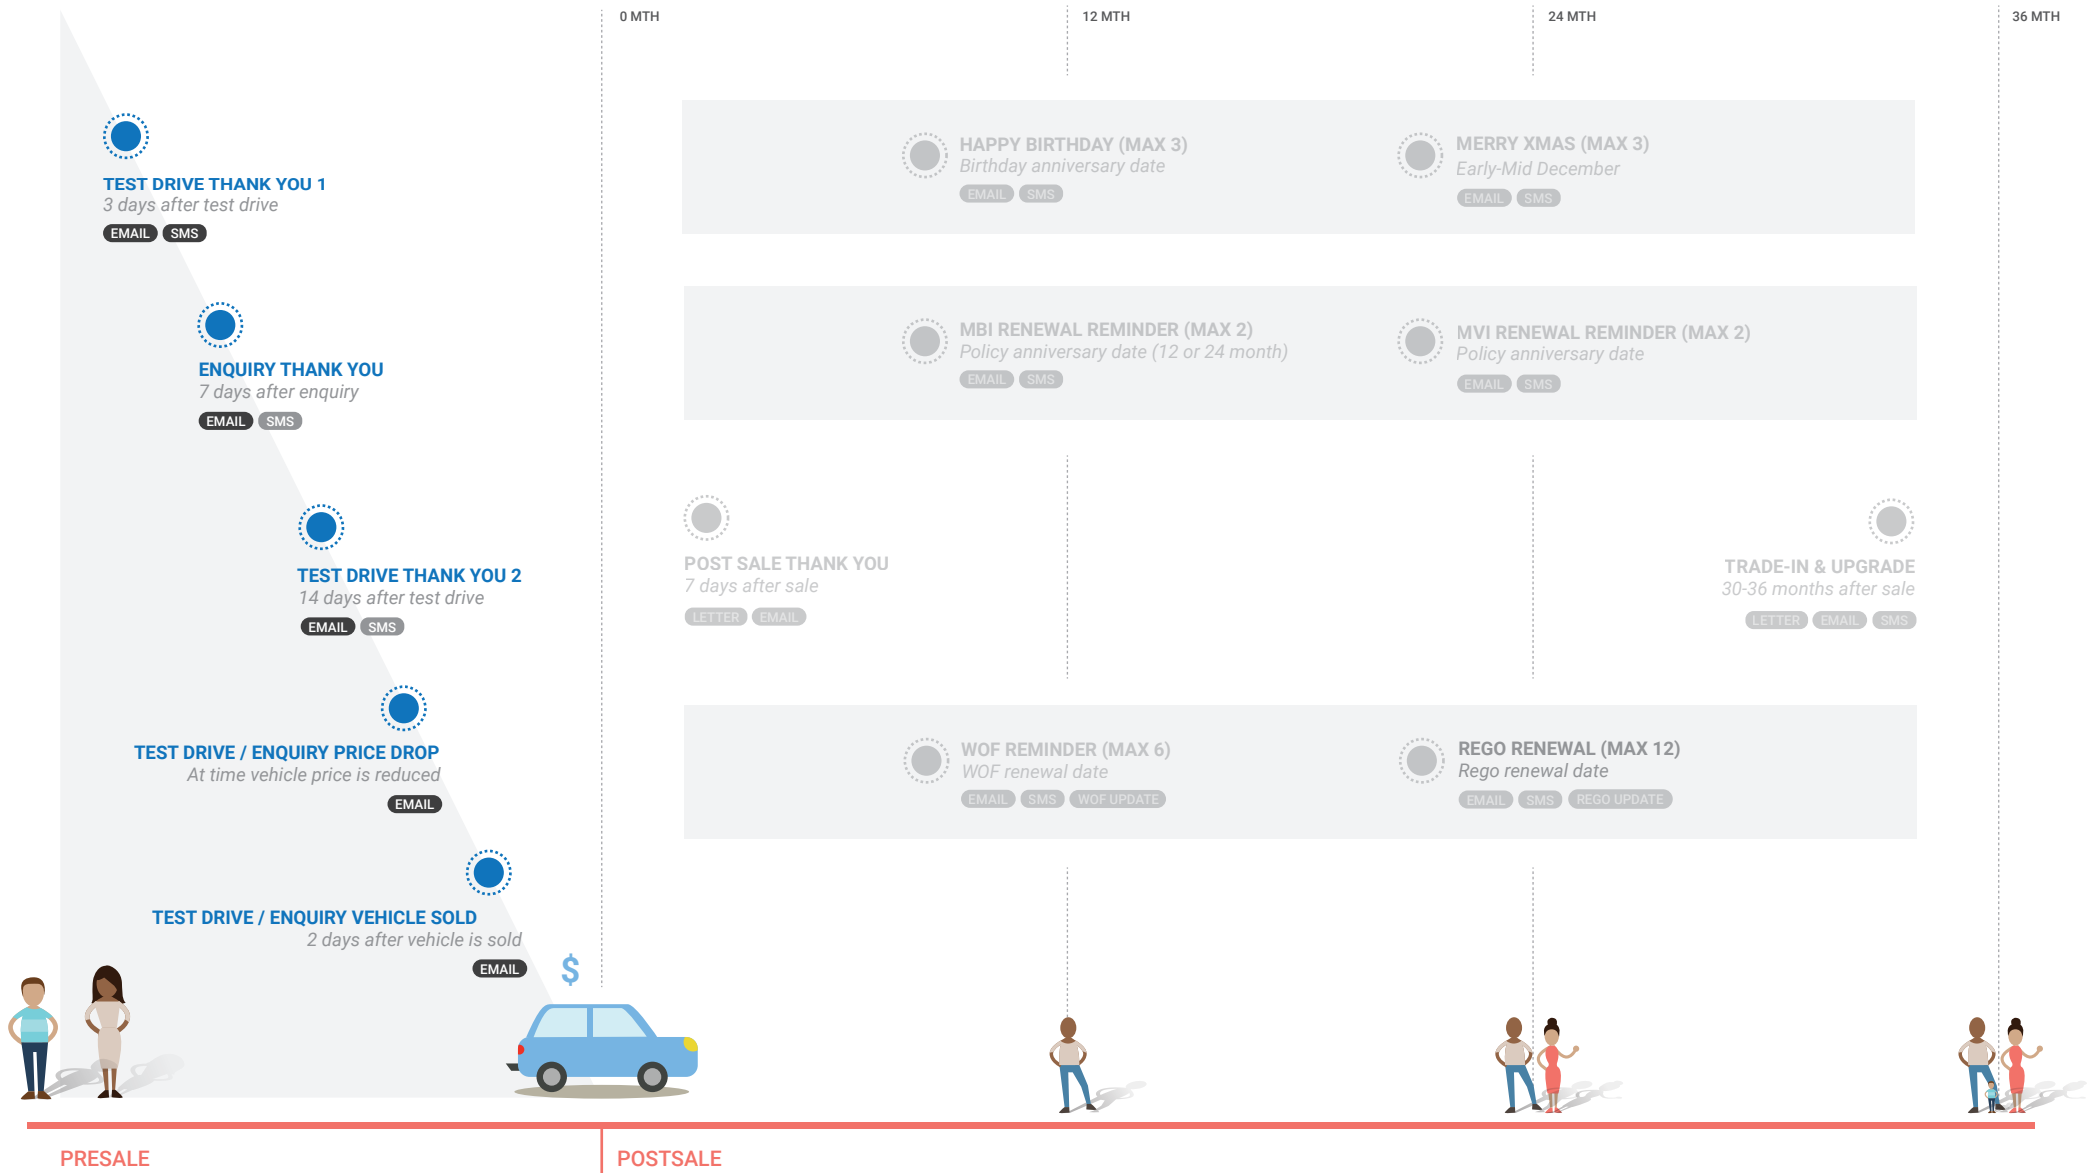 0 MTH
12 MTH
24 MTH
36 MTH
TEST DRIVE THANK YOU 1
3 days after test drive
EMAIL SMS
ENQUIRY THANK YOU
7 days after enquiry
EMAIL SMS
TEST DRIVE THANK YOU 2
14 days after test drive
EMAIL SMS
TEST DRIVE / ENQUIRY PRICE DROP
At time vehicle price is reduced
EMAIL
TEST DRIVE / ENQUIRY VEHICLE SOLD
2 days after vehicle is sold
EMAIL
$
HAPPY BIRTHDAY (MAX 3)
Birthday anniversary date
EMAIL SMS
MERRY XMAS (MAX 3)
Early-Mid December
EMAIL SMS
MBI RENEWAL REMINDER (MAX 2)
Policy anniversary date (12 or 24 month)
EMAIL SMS
MVI RENEWAL REMINDER (MAX 2)
Policy anniversary date
EMAIL SMS
POST SALE THANK YOU
7 days after sale
LETTER EMAIL
TRADE-IN & UPGRADE
30-36 months after sale
LETTER EMAIL SMS
WOF REMINDER (MAX 6)
WOF renewal date
EMAIL SMS WOF UPDATE
REGO RENEWAL (MAX 12)
Rego renewal date
EMAIL SMS REGO UPDATE
PRESALE
POSTSALE